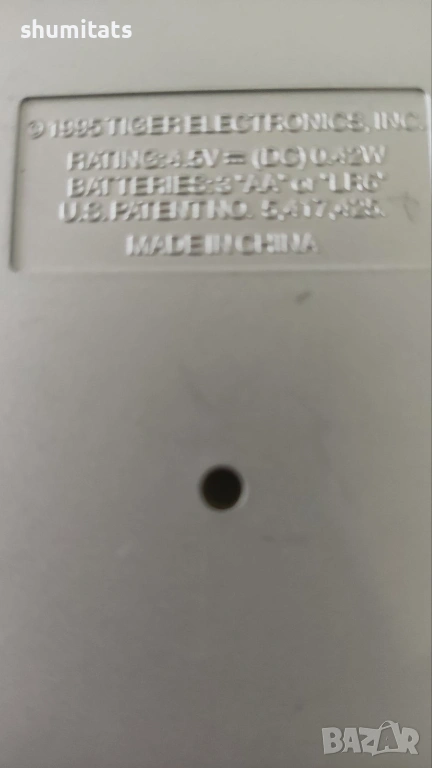 shumitats
© 1995 TIGER ELECTRONICS, INC.
RATING: 4.5V ⎓ (DC) 0.42W
BATTERIES: 3 "AA" or "LR6"
U.S. PATENT NO. 5,417,425.
MADE IN CHINA
BAZAR